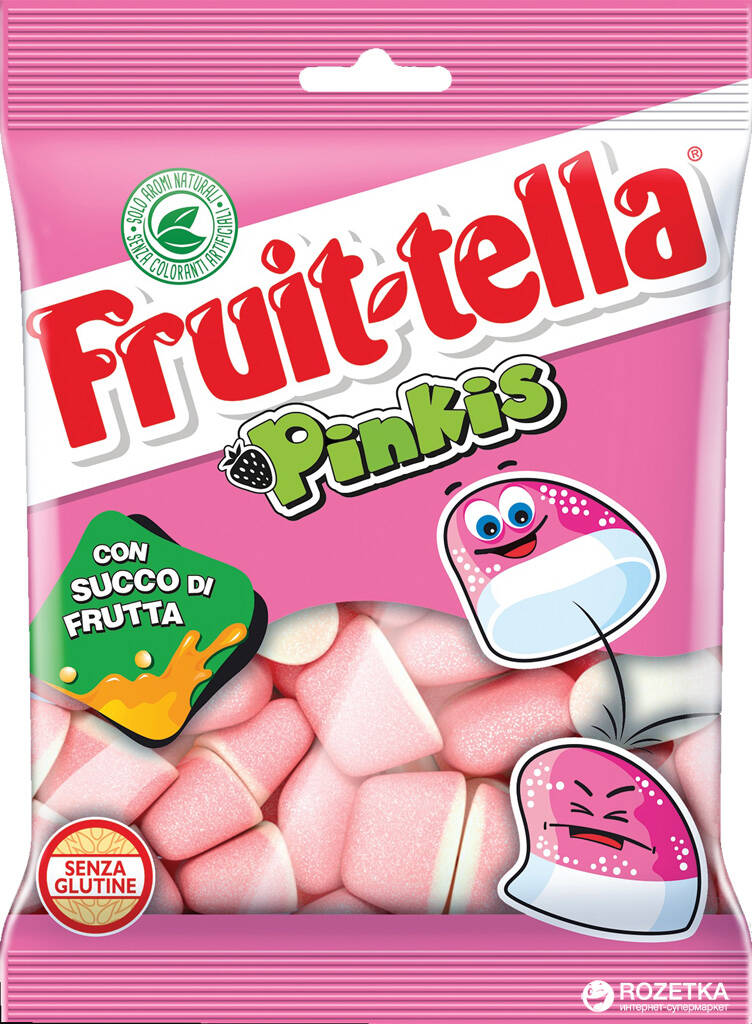 SOLO AROMI NATURALI
SENZA COLORANTI ARTIFICIALI
Fruit-tella®
Pinkis
CON
SUCCO DI
FRUTTA
SENZA
GLUTINE
ROZETKA
интернет-супермаркет